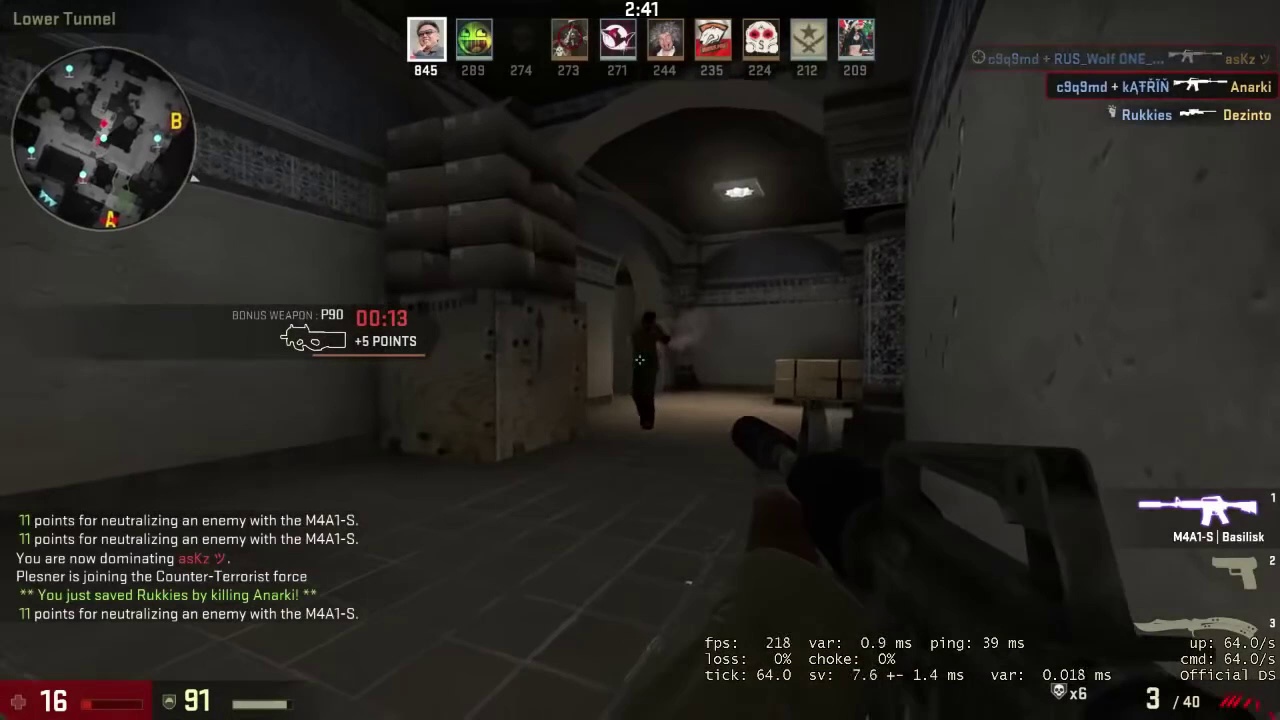 Lower Tunnel
2:41
845 289 274 273 271 244 235 224 212 209
c9q9md + RUS_Wolf ONE_... asKz ツ
c9q9md + kĄŤŘĨŇ Anarki
Rukkies Dezinto
B
A
BONUS WEAPON : P90 00:13
+5 POINTS
11 points for neutralizing an enemy with the M4A1-S.
11 points for neutralizing an enemy with the M4A1-S.
You are now dominating asKz ツ.
Plesner is joining the Counter-Terrorist force
** You just saved Rukkies by killing Anarki! **
11 points for neutralizing an enemy with the M4A1-S.
1
M4A1-S | Basilisk
2
3
fps: 218 var: 0.9 ms ping: 39 ms up: 64.0/s
loss: 0% choke: 0% cmd: 64.0/s
tick: 64.0 sv: 7.6 +- 1.4 ms var: 0.018 ms Official DS
x6
16 91 3 / 40